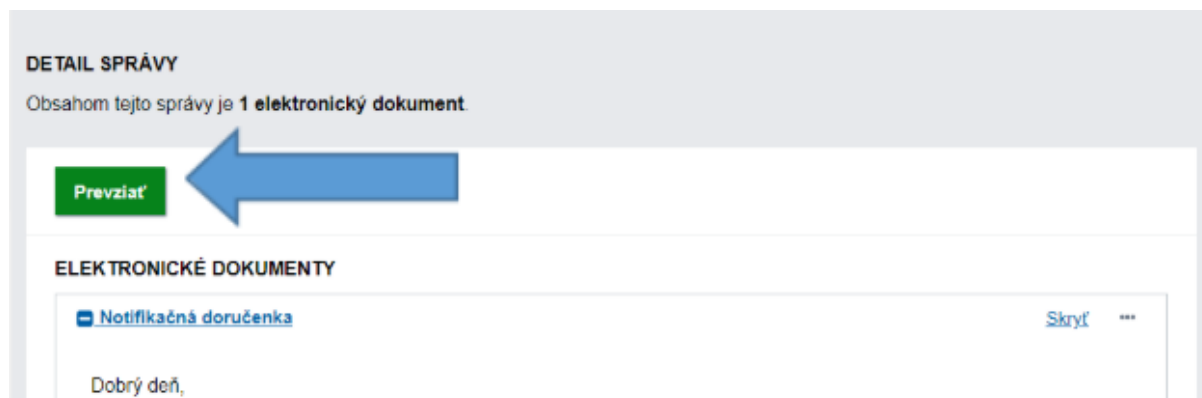 DETAIL SPRÁVY
Obsahom tejto správy je 1 elektronický dokument.
Prevziať
ELEKTRONICKÉ DOKUMENTY
Notifikačná doručenka Skryť ...
Dobrý deň,